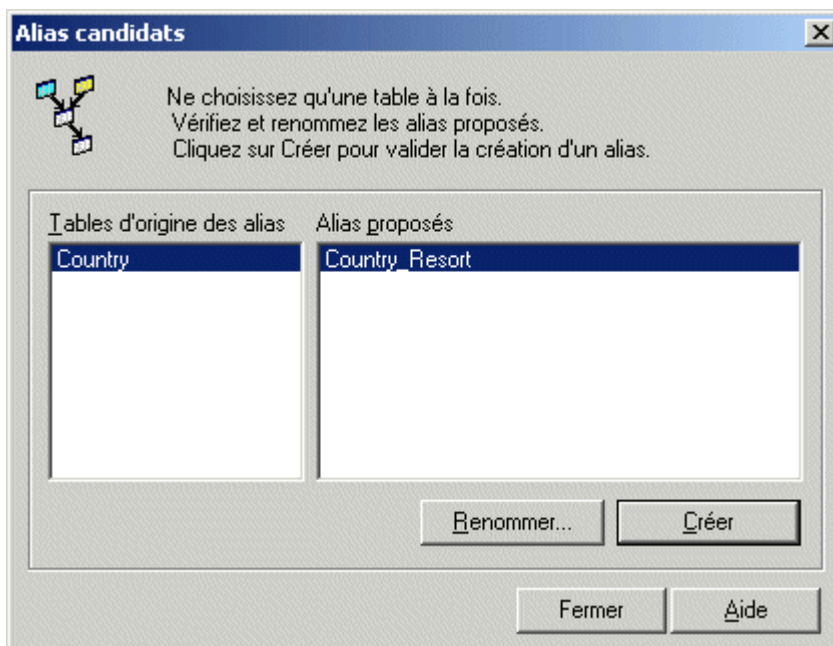 Alias candidats
Ne choisissez qu'une table à la fois.
Vérifiez et renommez les alias proposés.
Cliquez sur Créer pour valider la création d'un alias.
Tables d'origine des alias
Alias proposés
Country
Country_Resort
Renommer...
Créer
Fermer
Aide